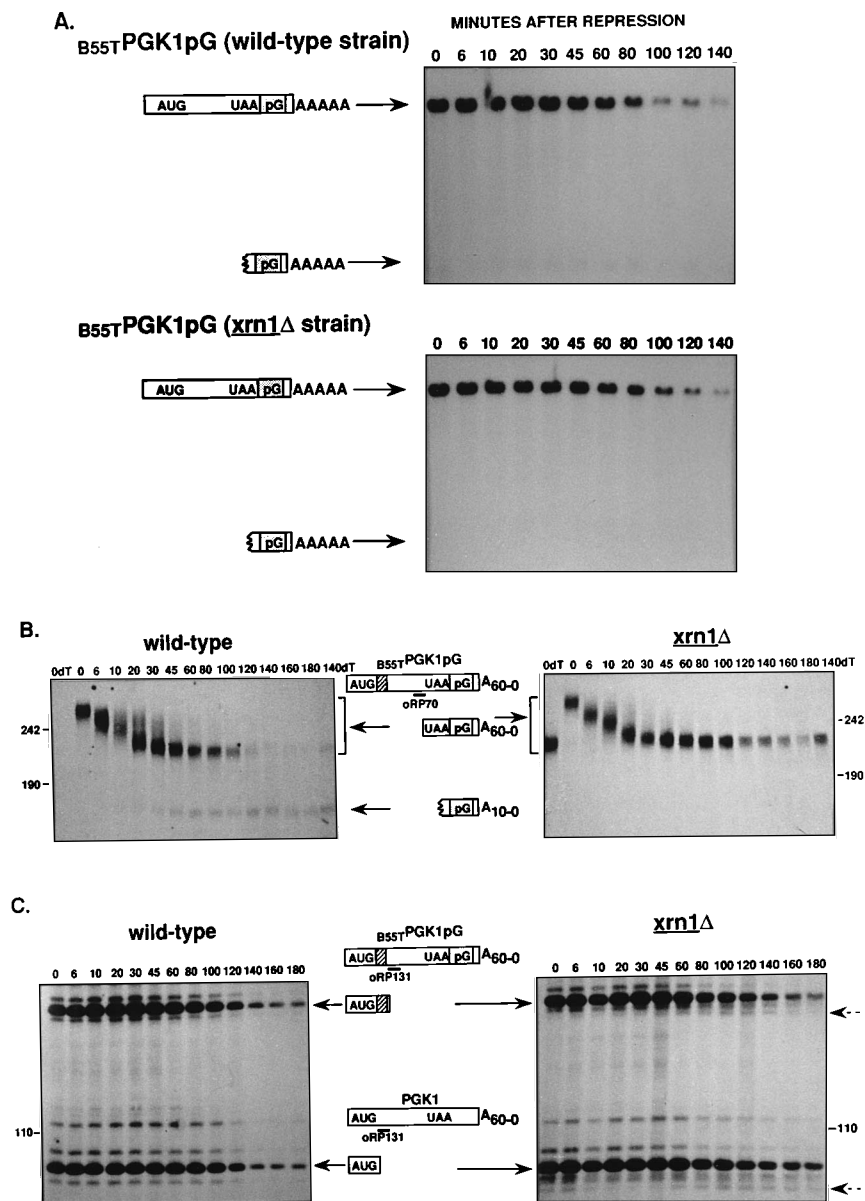 A.
MINUTES AFTER REPRESSION
B55TPGK1pG (wild-type strain)
0 6 10 20 30 45 60 80 100 120 140
AUG UAA pG AAAAA
pG AAAAA
B55TPGK1pG (xrn1Δ strain)
0 6 10 20 30 45 60 80 100 120 140
AUG UAA pG AAAAA
pG AAAAA
B.
wild-type
xrn1Δ
0dT 0 6 10 20 30 45 60 80 100 120 140 160 180 140dT
B55TPGK1pG
0dT 0 6 10 20 30 45 60 80 100 120 140 160 180 140dT
AUG UAA pG A60-0
oRP70
242
UAA pG A60-0
242
190
190
pG A10-0
C.
wild-type
xrn1Δ
B55TPGK1pG
0 6 10 20 30 45 60 80 100 120 140 160 180
AUG UAA pG A60-0
0 6 10 20 30 45 60 80 100 120 140 160 180
oRP131
AUG
PGK1
AUG UAA A60-0
110
110
oRP131
AUG